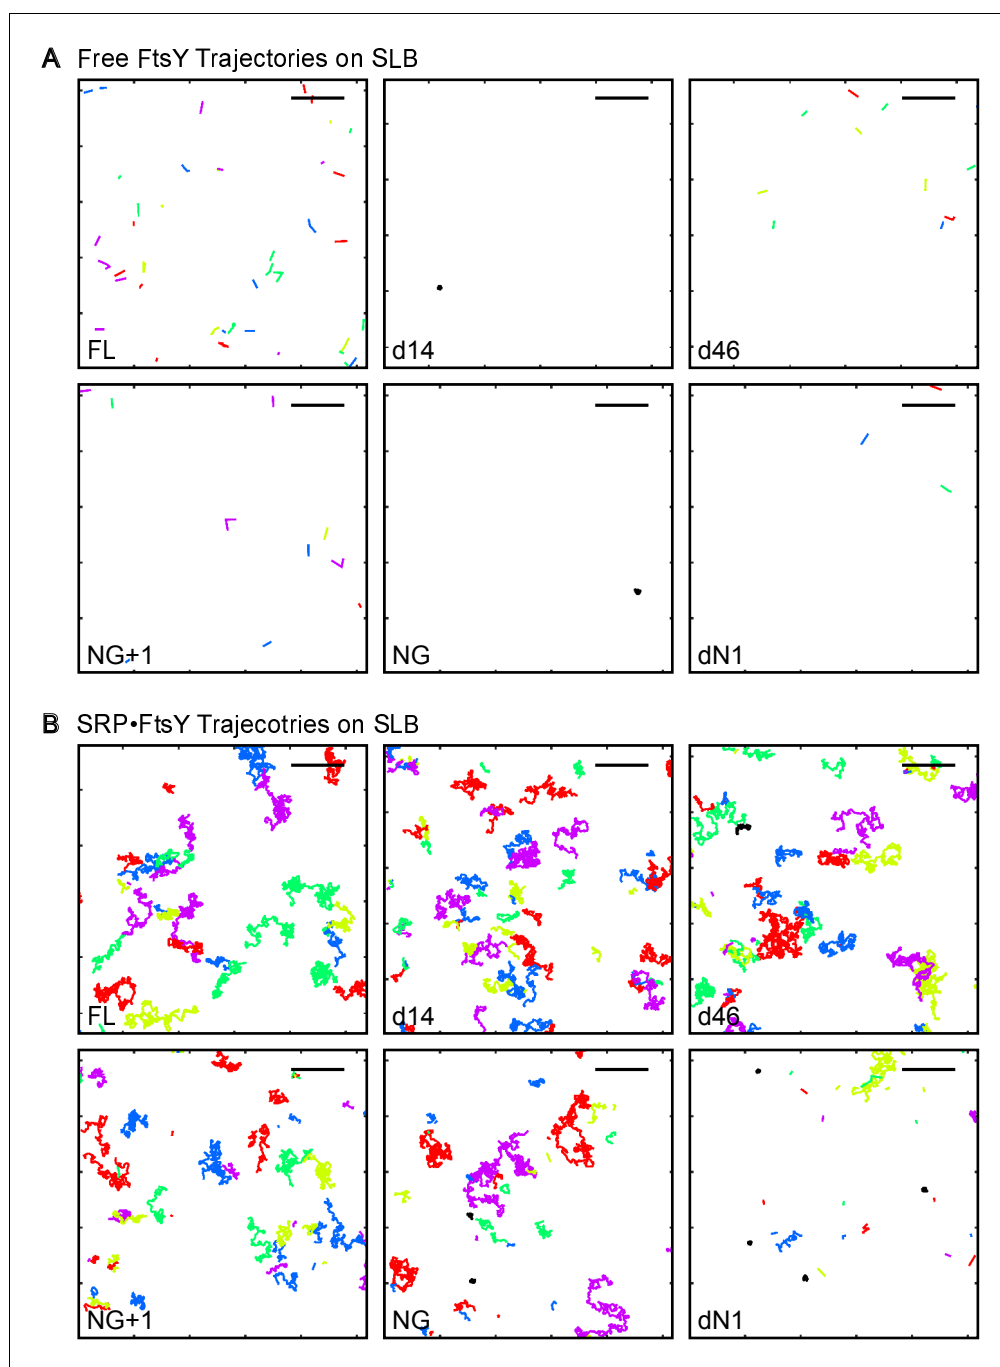 A Free FtsY Trajectories on SLB
FL
d14
d46
NG+1
NG
dN1
B SRP•FtsY Trajecotries on SLB
FL
d14
d46
NG+1
NG
dN1